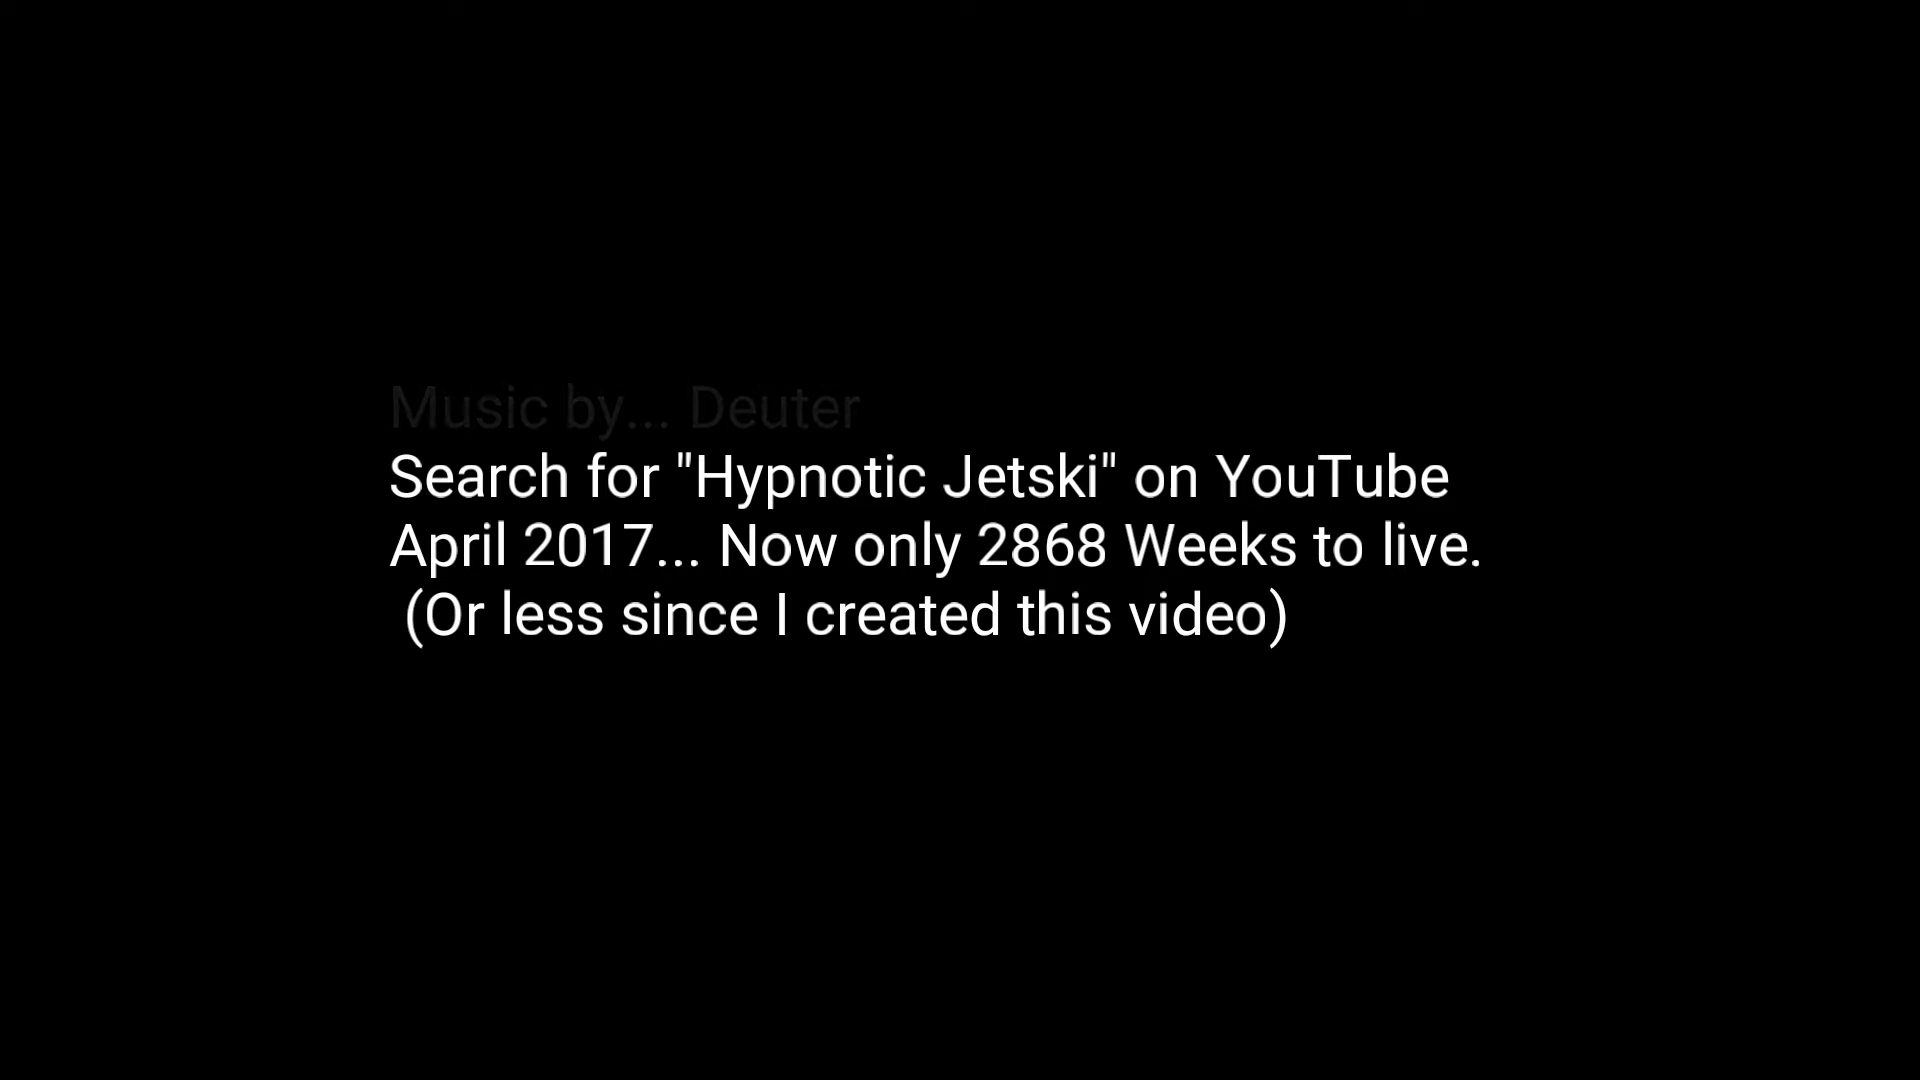 Music by... Deuter
Search for "Hypnotic Jetski" on YouTube
April 2017... Now only 2868 Weeks to live.
(Or less since I created this video)